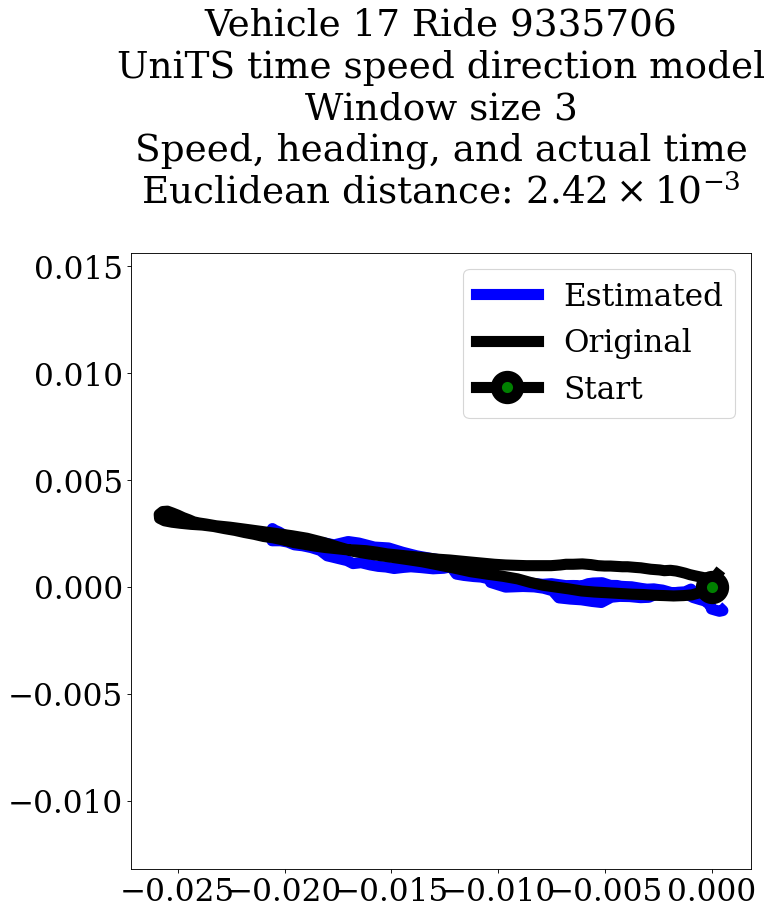 Vehicle 17 Ride 9335706
UniTS time speed direction model
Window size 3
Speed, heading, and actual time
Euclidean distance: 2.42 × 10⁻³
0.015
0.010
0.005
0.000
−0.005
−0.010
Estimated
Original
Start
−0.025 −0.020 −0.015 −0.010 −0.005 0.000